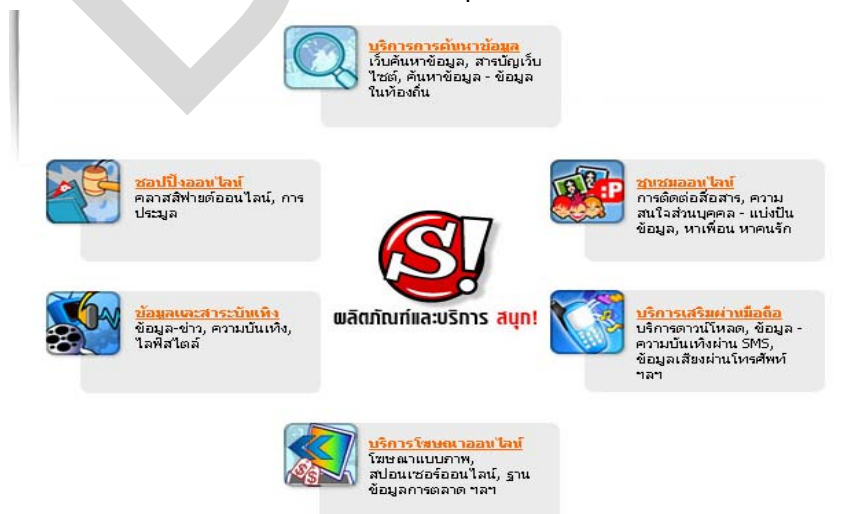 บริการการค้นหาข้อมูล
เว็บค้นหาข้อมูล, สารบัญเว็บ
ไซต์, ค้นหาข้อมูล - ข้อมูล
ในท้องถิ่น
ชอปปิ้งออนไลน์
คลาสสิฟายด์ออนไลน์, การ
ประมูล
ชุมชมออนไลน์
การติดต่อสื่อสาร, ความ
สนใจส่วนบุคคล - แบ่งปัน
ข้อมูล, หาเพื่อน หาคนรัก
:P
S!
ผลิตภัณฑ์และบริการ สนุก!
ข้อมูลและสาระบันเทิง
ข้อมูล-ข่าว, ความบันเทิง,
ไลฟ์สไตล์
บริการเสริมผ่านมือถือ
บริการดาวน์โหลด, ข้อมูล -
ความบันเทิงผ่าน SMS,
ข้อมูลเสียงผ่านโทรศัพท์
ฯลฯ
บริการโฆษณาออนไลน์
โฆษณาแบบภาพ,
สปอนเซอร์ออนไลน์, ฐาน
ข้อมูลการตลาด ฯลฯ